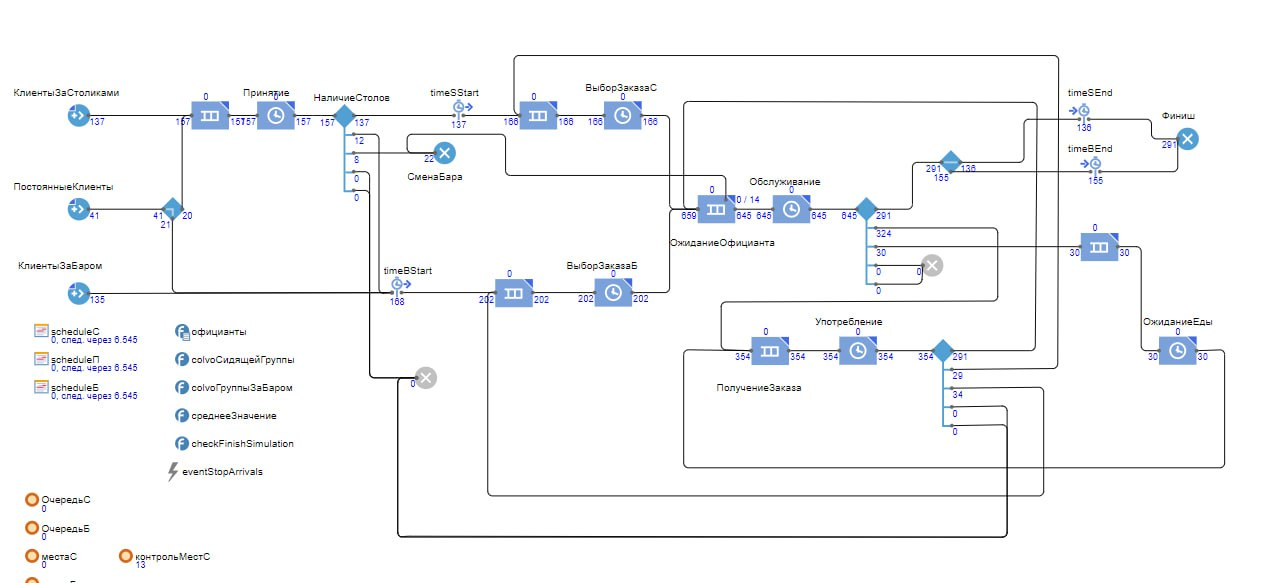 КлиентыЗаСтоликами
137
0
157
157
Принятие
0
157
157
НаличиеСтолов
157
137
12
8
0
0
timeSStart
137
0
166
166
ВыборЗаказаС
0
166
166
22
СменаБара
ПостоянныеКлиенты
41
41
20
21
КлиентыЗаБаром
135
timeBStart
168
0
202
202
ВыборЗаказаБ
0
202
202
0
0 / 14
659
645
ОжиданиеОфицианта
Обслуживание
0
645
645
645
291
324
30
0
0
0
291
136
155
timeSEnd
136
timeBEnd
155
Финиш
291
0
30
30
ОжиданиеЕды
0
30
30
0
354
354
ПолучениеЗаказа
Употребление
0
354
354
354
291
29
34
0
0
0
scheduleС
0, след. через 6.545
scheduleП
0, след. через 6.545
scheduleБ
0, след. через 6.545
официанты
colvoСидящейГруппы
colvoГруппыЗаБаром
среднееЗначение
checkFinishSimulation
eventStopArrivals
ОчередьС
0
ОчередьБ
0
местаС
0
контрольМестС
13